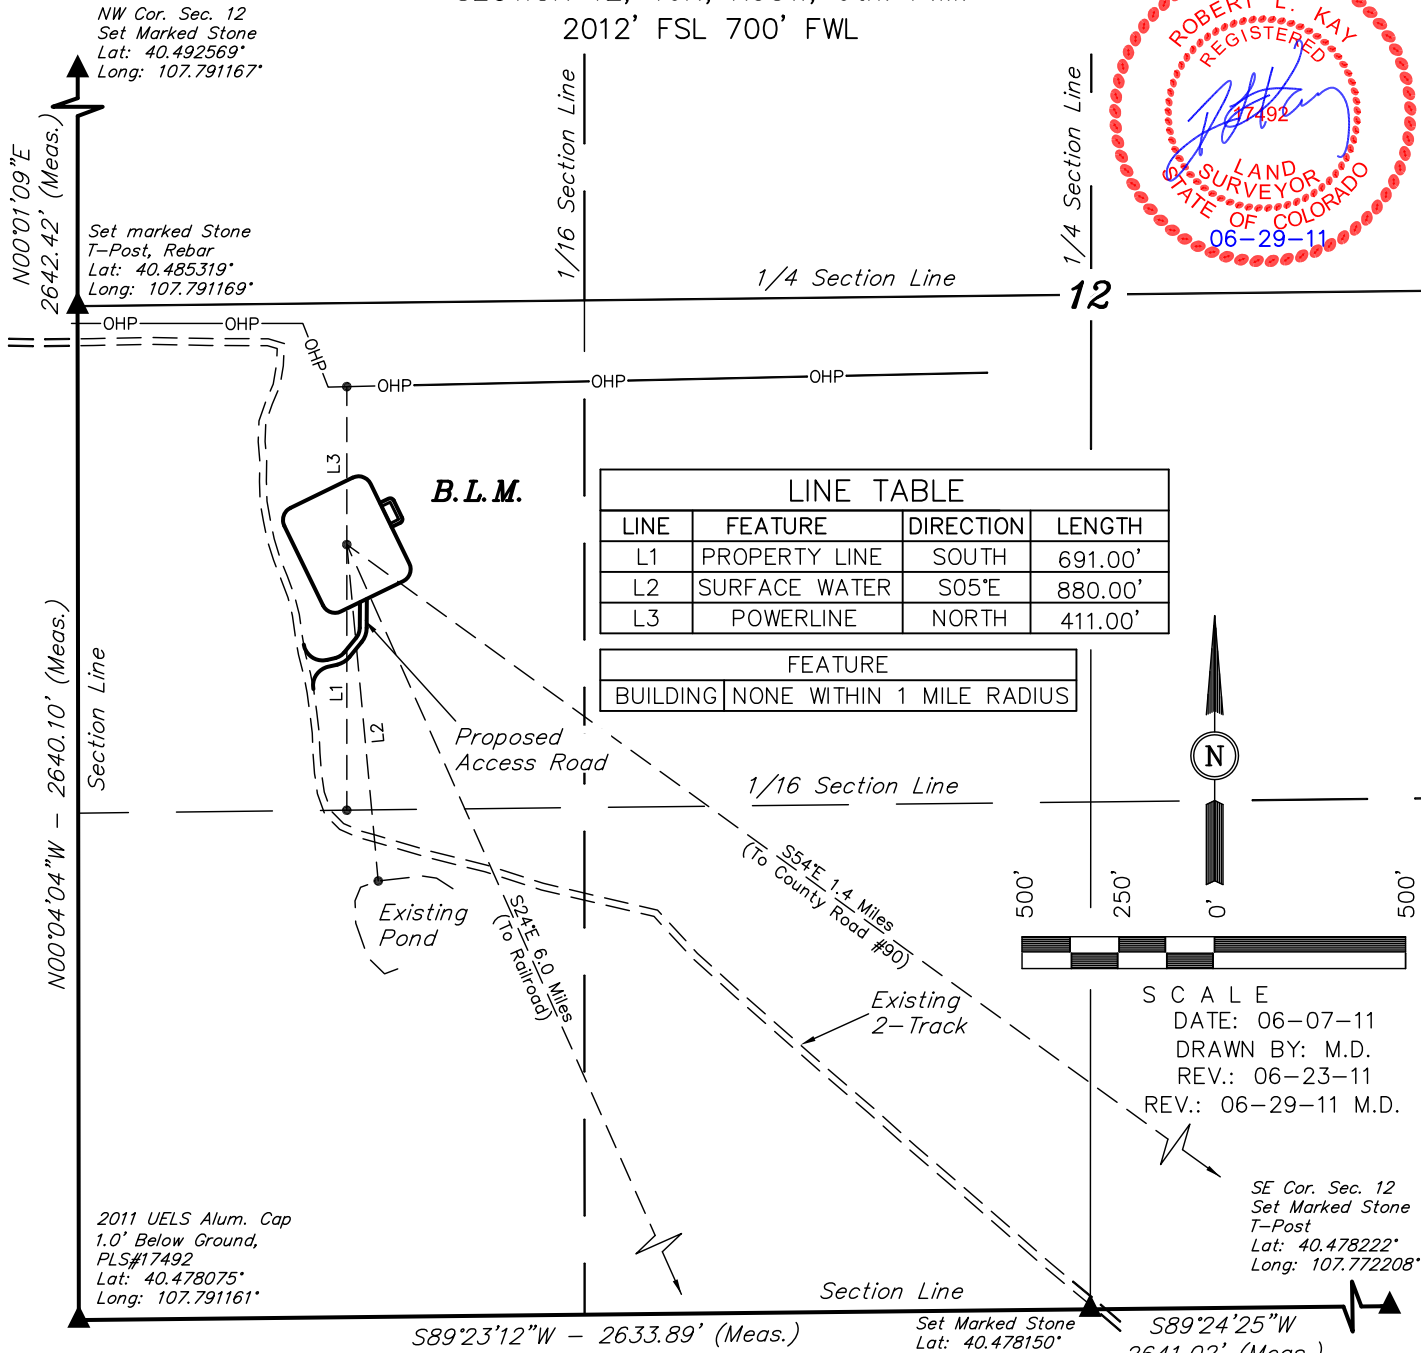 2012' FSL 700' FWL
NW Cor. Sec. 12
Set Marked Stone
Lat: 40.492569°
Long: 107.791167°
N00°01'09"E
2642.42' (Meas.)
1/16 Section Line
1/4 Section Line
ROBERT L. KAY
REGISTERED
17492
LAND
SURVEYOR
STATE OF COLORADO
06-29-11
Set marked Stone
T-Post, Rebar
Lat: 40.485319°
Long: 107.791169°
1/4 Section Line
12
OHP
OHP
OHP
OHP
OHP
OHP
L3
B.L.M.
LINE TABLE
LINE FEATURE DIRECTION LENGTH
L1 PROPERTY LINE SOUTH 691.00'
L2 SURFACE WATER S05°E 880.00'
L3 POWERLINE NORTH 411.00'
FEATURE
BUILDING NONE WITHIN 1 MILE RADIUS
N00°04'04"W - 2640.10' (Meas.)
Section Line
L1
L2
Proposed
Access Road
1/16 Section Line
N
S54°E 1.4 Miles
(To County Road #90)
S24°E 6.0 Miles
(To Railroad)
Existing
Pond
Existing
2-Track
500'
250'
0'
500'
SCALE
DATE: 06-07-11
DRAWN BY: M.D.
REV.: 06-23-11
REV.: 06-29-11 M.D.
2011 UELS Alum. Cap
1.0' Below Ground,
PLS#17492
Lat: 40.478075°
Long: 107.791161°
SE Cor. Sec. 12
Set Marked Stone
T-Post
Lat: 40.478222°
Long: 107.772208°
Section Line
S89°23'12"W - 2633.89' (Meas.)
Set Marked Stone
Lat: 40.478150°
S89°24'25"W